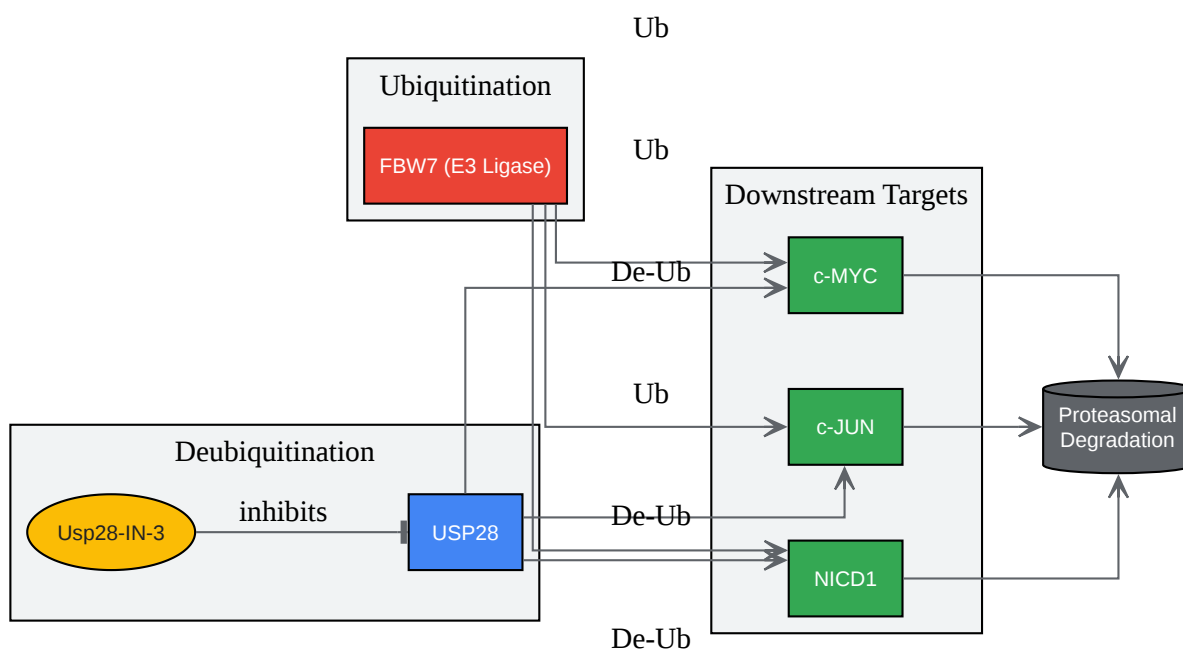 Ub
Ubiquitination
FBW7 (E3 Ligase)
Ub
Downstream Targets
De-Ub
c-MYC
Ub
c-JUN
Proteasomal
Degradation
Deubiquitination
inhibits
Usp28-IN-3
USP28
De-Ub
NICD1
De-Ub